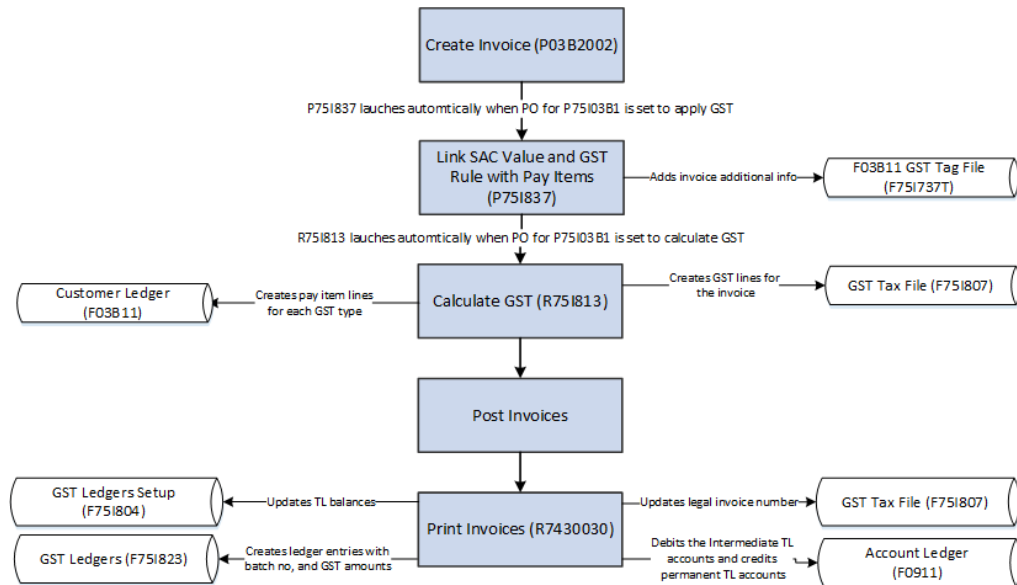 Create Invoice (P03B2002)
P75I837 lauches automtically when PO for P75I03B1 is set to apply GST
Link SAC Value and GST
Rule with Pay Items
(P75I837)
Adds invoice additional info
F03B11 GST Tag File
(F75I737T)
R75I813 lauches automtically when PO for P75I03B1 is set to calculate GST
Customer Ledger
(F03B11)
Creates pay item lines
for each GST type
Calculate GST (R75I813)
Creates GST lines for
the invoice
GST Tax File (F75I807)
Post Invoices
GST Ledgers Setup
(F75I804)
Updates TL balances
Print Invoices (R7430030)
Updates legal invoice number
GST Tax File (F75I807)
GST Ledgers (F75I823)
Creates ledger entries with
batch no, and GST amounts
Debits the Intermediate TL
accounts and credits
permanent TL accounts
Account Ledger
(F0911)